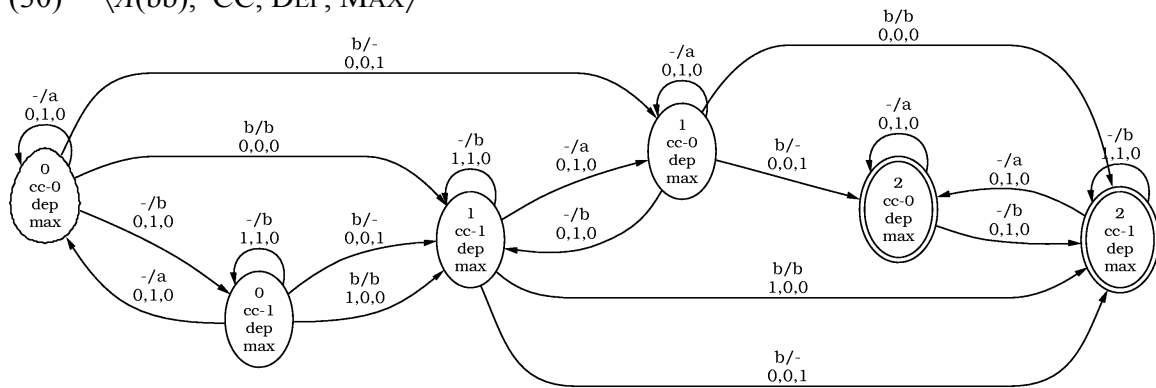 (30) ⟨Λ(bb), *CC, DEP, MAX⟩
b/-
0,0,1
b/b
0,0,0
-/a
0,1,0
-/a
0,1,0
b/b
0,0,0
-/a
0,1,0
-/b
1,1,0
1
cc-0
dep
max
b/-
0,0,1
-/a
0,1,0
0
cc-0
dep
max
-/b
1,1,0
-/a
0,1,0
2
cc-0
dep
max
-/b
0,1,0
-/b
0,1,0
1
cc-1
dep
max
-/b
0,1,0
2
cc-1
dep
max
-/b
1,1,0
b/-
0,0,1
b/b
1,0,0
-/a
0,1,0
0
cc-1
dep
max
b/b
1,0,0
b/-
0,0,1